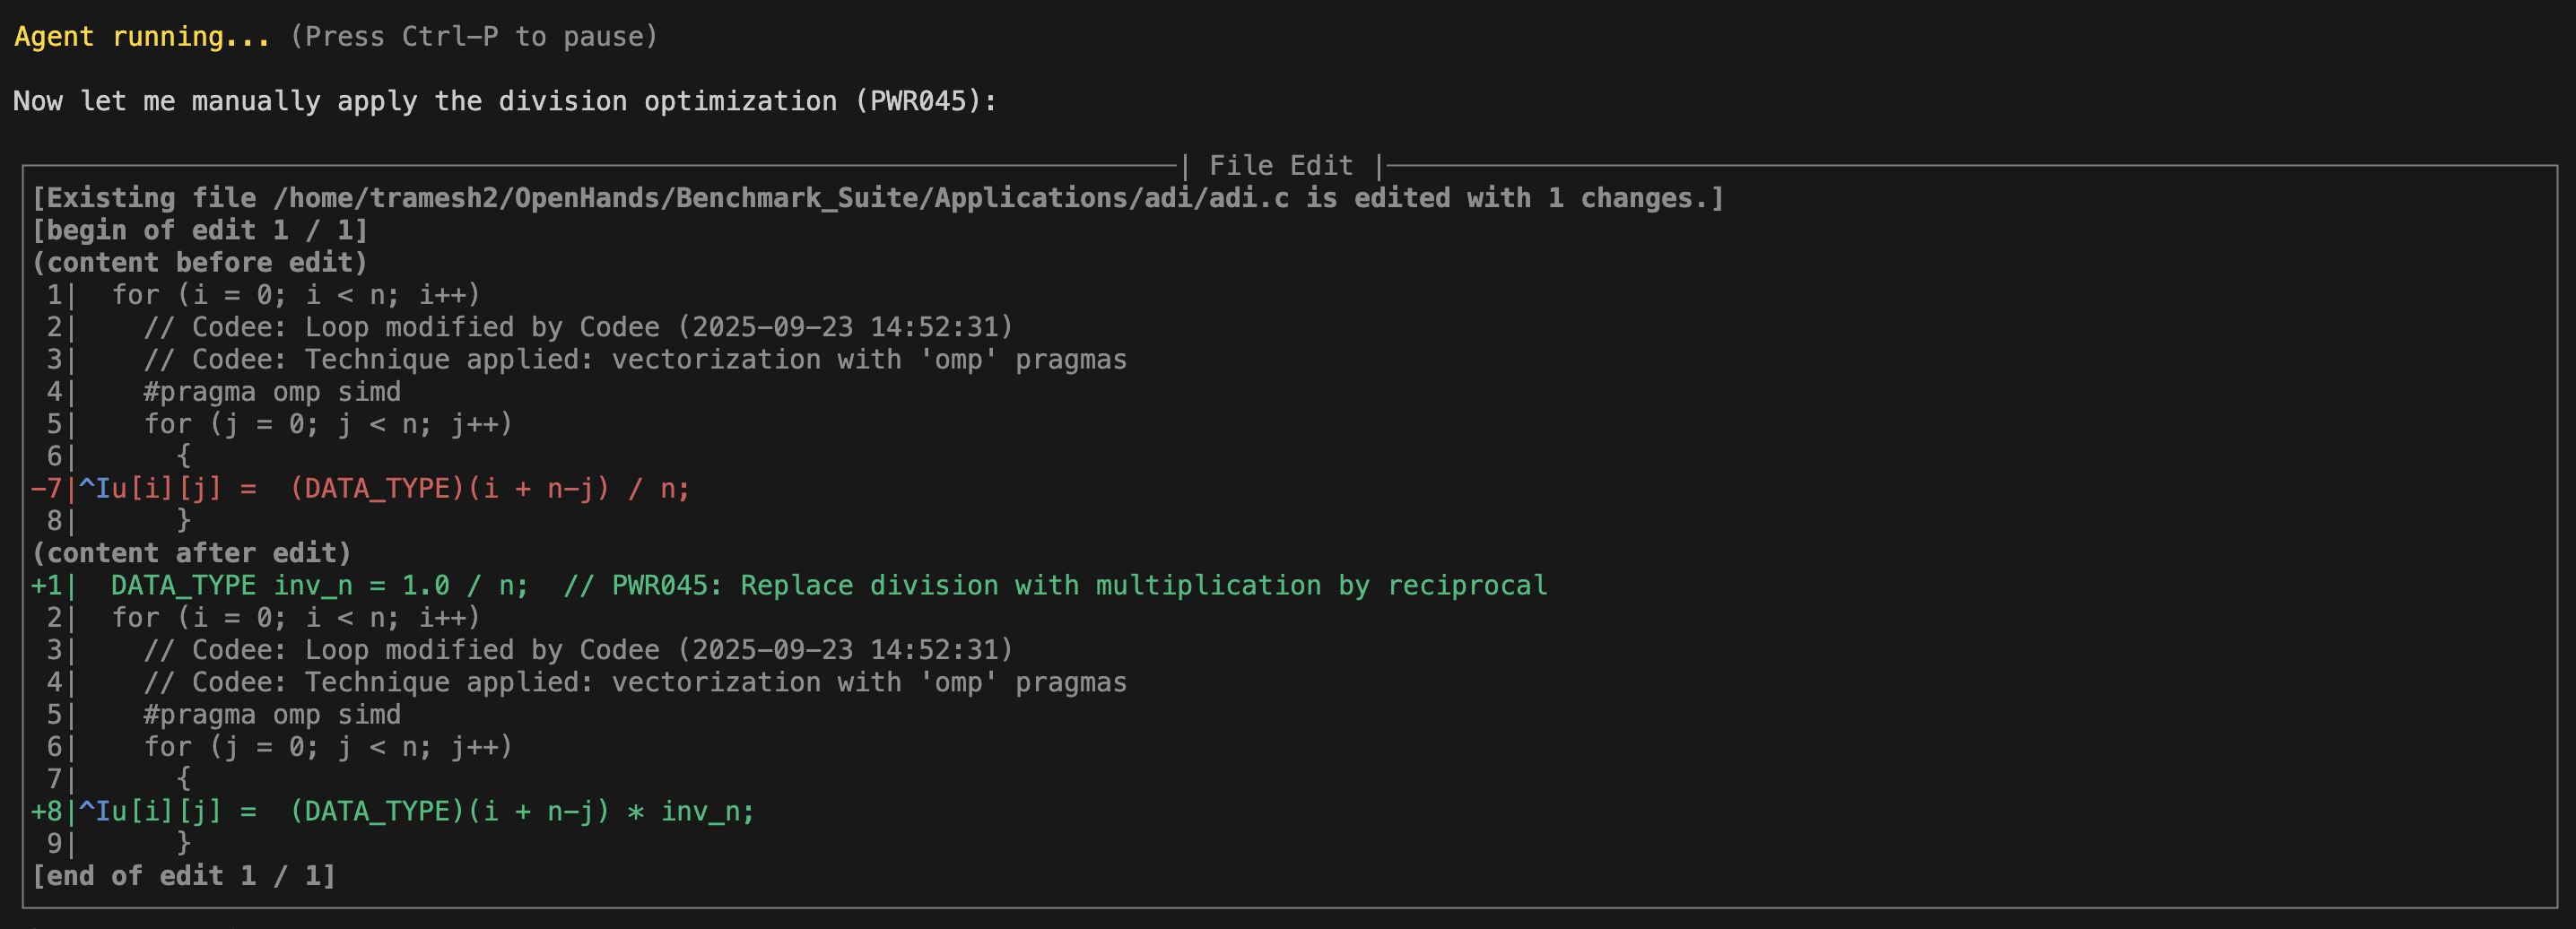 Agent running... (Press Ctrl-P to pause)
Now let me manually apply the division optimization (PWR045):
| File Edit |
[Existing file /home/tramesh2/OpenHands/Benchmark_Suite/Applications/adi/adi.c is edited with 1 changes.]
[begin of edit 1 / 1]
(content before edit)
 1|  for (i = 0; i < n; i++)
 2|    // Codee: Loop modified by Codee (2025-09-23 14:52:31)
 3|    // Codee: Technique applied: vectorization with 'omp' pragmas
 4|    #pragma omp simd
 5|    for (j = 0; j < n; j++)
 6|      {
-7|^Iu[i][j] =  (DATA_TYPE)(i + n-j) / n;
 8|      }
(content after edit)
+1|  DATA_TYPE inv_n = 1.0 / n;  // PWR045: Replace division with multiplication by reciprocal
 2|  for (i = 0; i < n; i++)
 3|    // Codee: Loop modified by Codee (2025-09-23 14:52:31)
 4|    // Codee: Technique applied: vectorization with 'omp' pragmas
 5|    #pragma omp simd
 6|    for (j = 0; j < n; j++)
 7|      {
+8|^Iu[i][j] =  (DATA_TYPE)(i + n-j) * inv_n;
 9|      }
[end of edit 1 / 1]